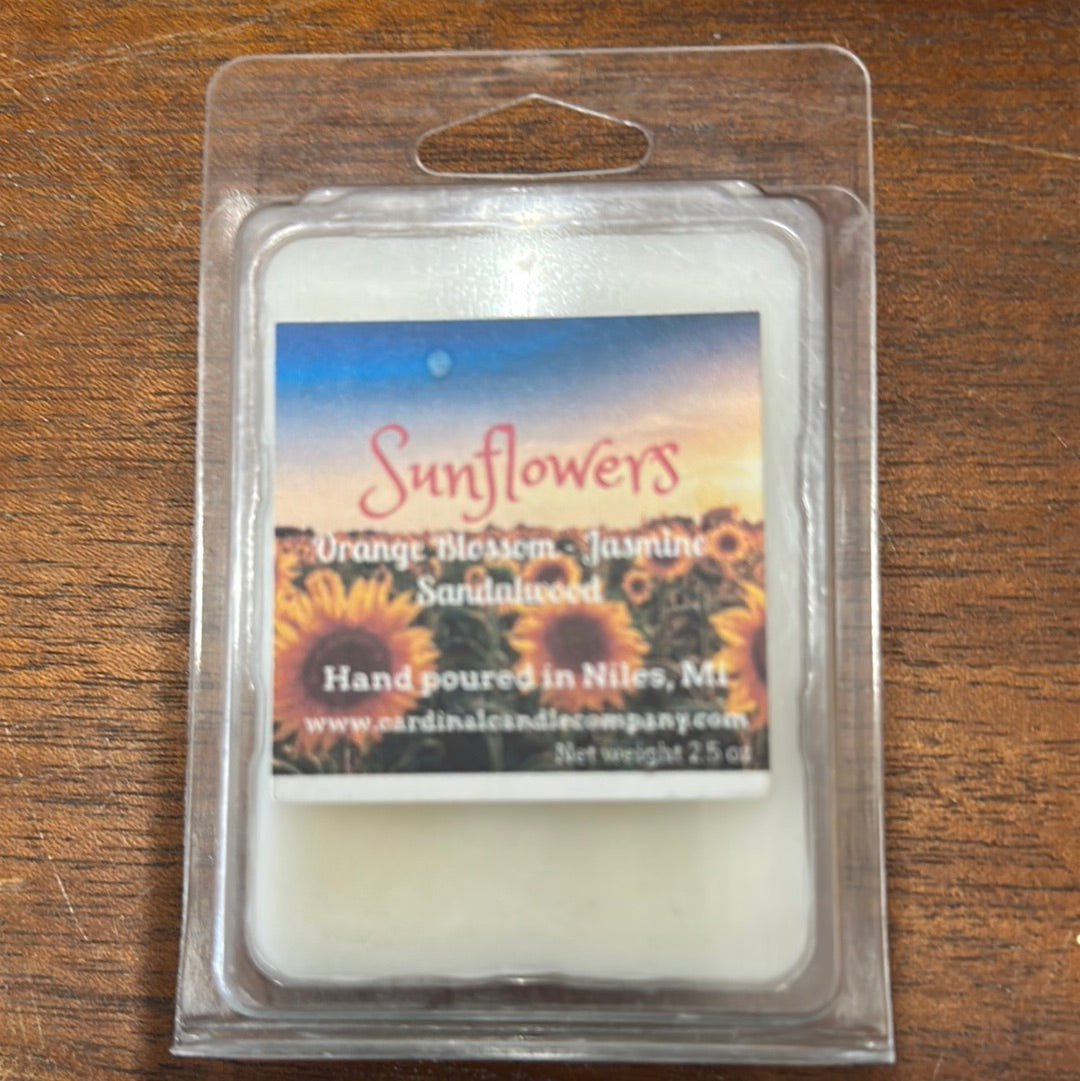 Sunflowers
Orange Blossom - Jasmine
Sandalwood
Hand poured in Niles, MI
www.cardinalcandlecompany.com
Net weight 2.5 oz